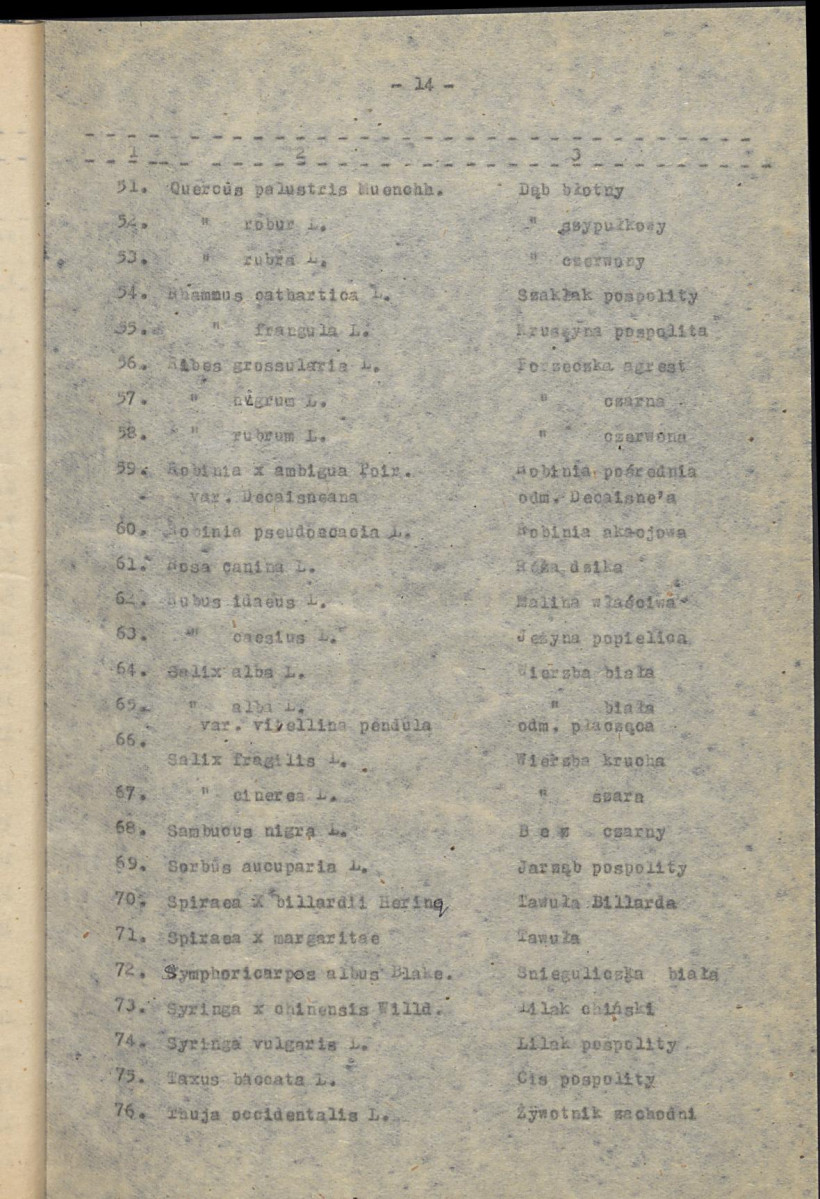 - 14 -
1 2 3
51. Quercus palustris Muenchh. Dąb błotny
52. " robur L. " szypułkowy
53. " rubra L. " czerwony
54. Rhamnus cathartica L. Szakłak pospolity
55. " frangula L. Kruszyna pospolita
56. Ribes grossularia L. Porzeczka agrest
57. " nigrum L. " czarna
58. " rubrum L. " czerwona
59. Robinia x ambigua Poir. Robinia pośrednia
var. Decaisneana odm. Decaisne'a
60. Robinia pseudoacacia L. Robinia akacjowa
61. Rosa canina L. Róża dzika
62. Rubus idaeus L. Malina właściwa
63. " caesius L. Jeżyna popielica
64. Salix alba L. Wierzba biała
65. " alba L. " biała
var. vitellina pendula odm. płacząca
66.
Salix fragilis L. Wierzba krucha
67. " cinerea L. " szara
68. Sambucus nigra L. B e z czarny
69. Sorbus aucuparia L. Jarząb pospolity
70. Spiraea x billardii Hering Tawuła Billarda
71. Spiraea x margaritae Tawuła
72. Symphoricarpos albus Blake. Snieguliczka biała
73. Syringa x chinensis Willd. Lilak chiński
74. Syringa vulgaris L. Lilak pospolity
75. Taxus baccata L. Cis pospolity
76. Thuja occidentalis L. Żywotnik zachodni